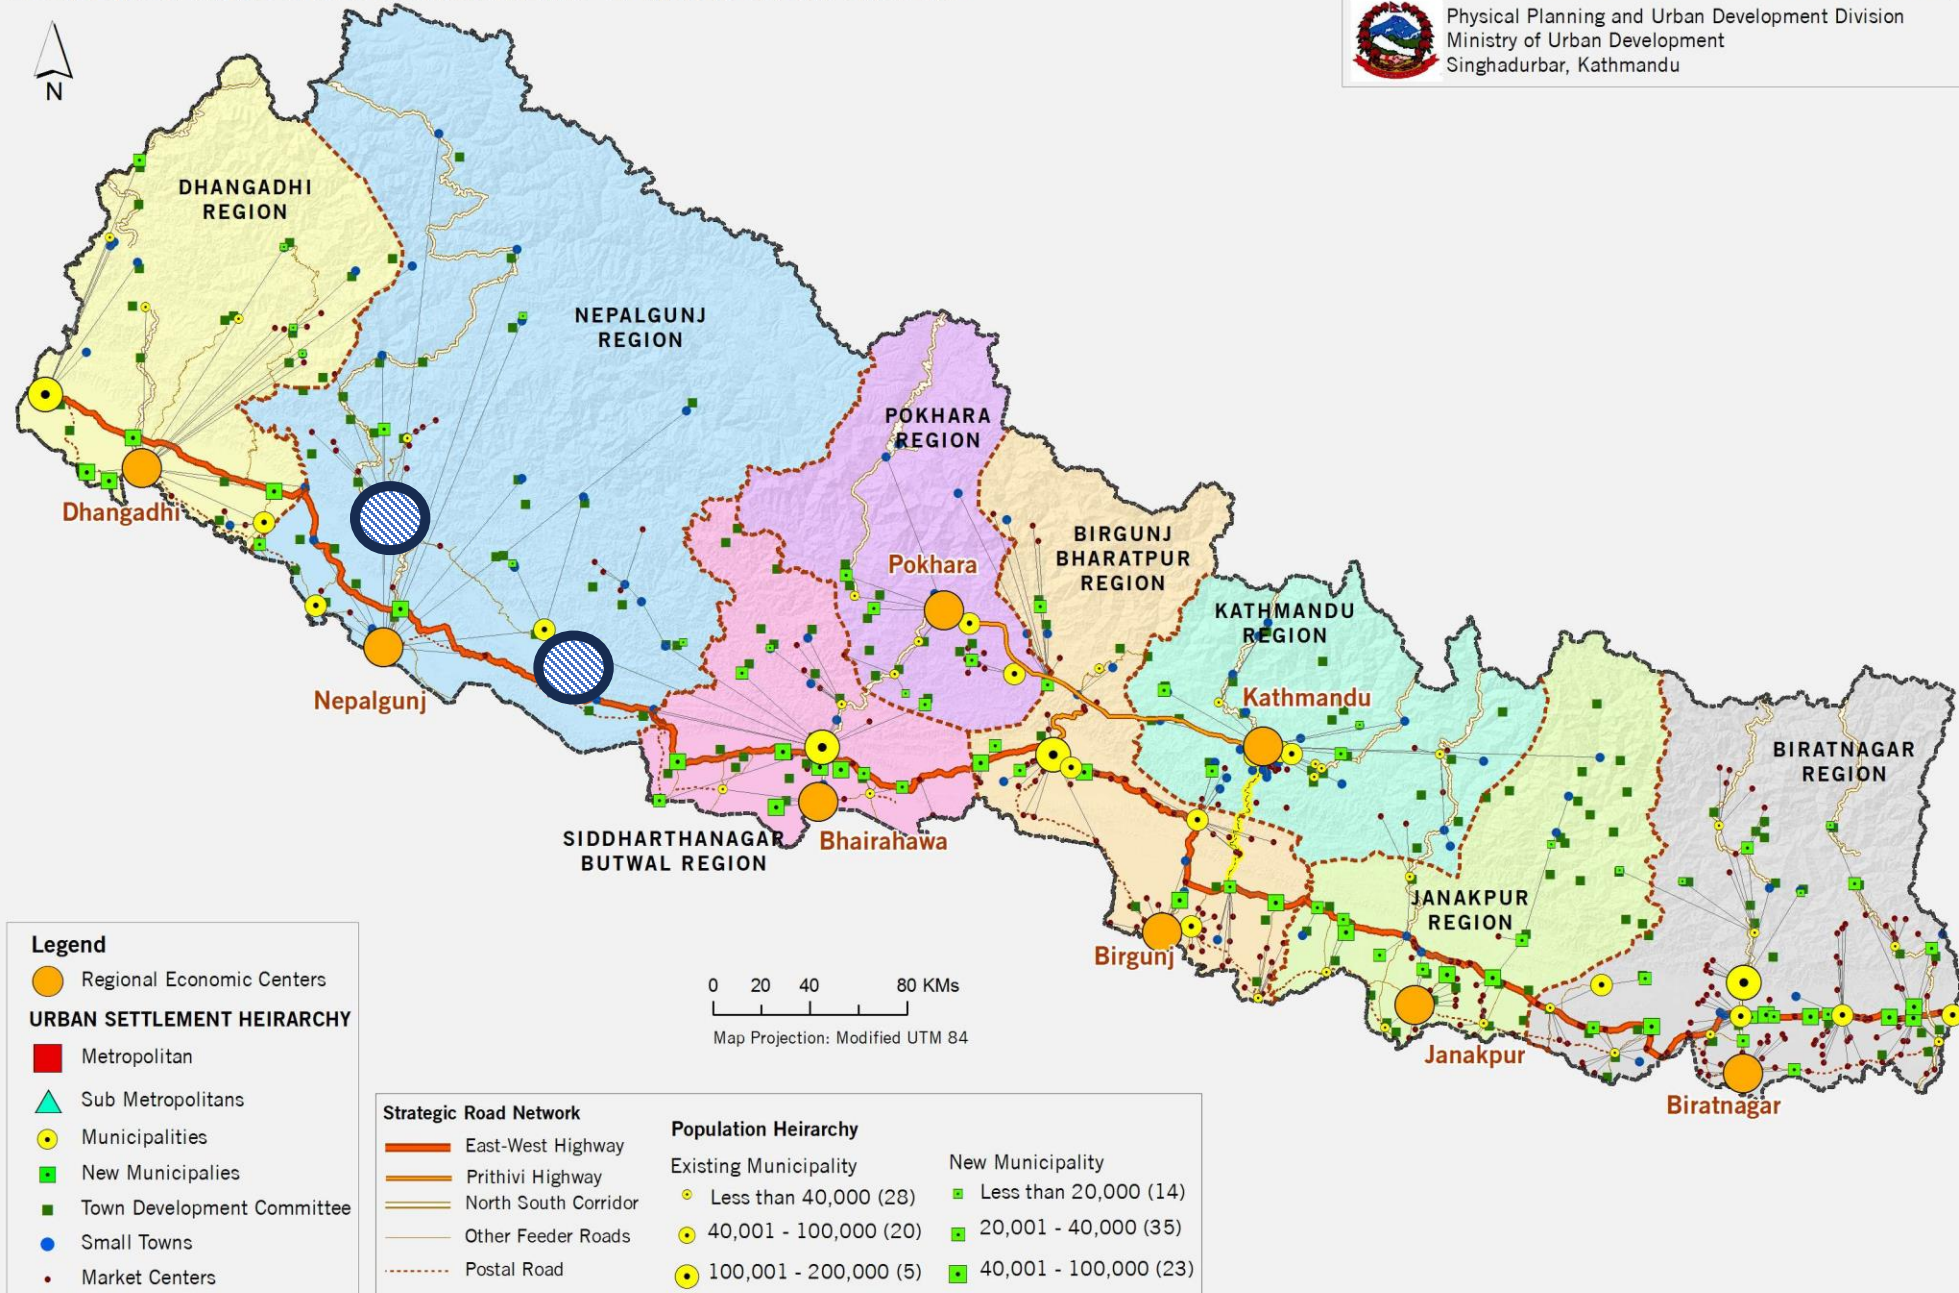 Physical Planning and Urban Development Division
Ministry of Urban Development
Singhadurbar, Kathmandu
N
DHANGADHI
REGION
NEPALGUNJ
REGION
POKHARA
REGION
BIRGUNJ
BHARATPUR
REGION
Dhangadhi
Pokhara
KATHMANDU
REGION
Nepalgunj
Kathmandu
BIRATNAGAR
REGION
SIDDHARTHANAGAR
BUTWAL REGION
Bhairahawa
JANAKPUR
REGION
Birgunj
Janakpur
Biratnagar
0 20 40 80 KMs
Map Projection: Modified UTM 84
Legend
Regional Economic Centers
URBAN SETTLEMENT HEIRARCHY
Metropolitan
Sub Metropolitans
Municipalities
New Municipalies
Town Development Committee
Small Towns
Market Centers
Strategic Road Network
East-West Highway
Prithivi Highway
North South Corridor
Other Feeder Roads
Postal Road
Population Heirarchy
Existing Municipality
Less than 40,000 (28)
40,001 - 100,000 (20)
100,001 - 200,000 (5)
New Municipality
Less than 20,000 (14)
20,001 - 40,000 (35)
40,001 - 100,000 (23)